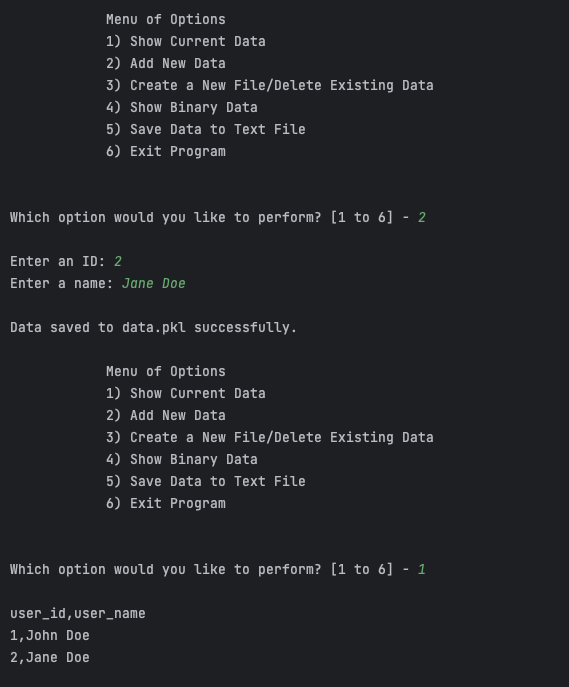 Menu of Options
1) Show Current Data
2) Add New Data
3) Create a New File/Delete Existing Data
4) Show Binary Data
5) Save Data to Text File
6) Exit Program
Which option would you like to perform? [1 to 6] - 2
Enter an ID: 2
Enter a name: Jane Doe
Data saved to data.pkl successfully.
Menu of Options
1) Show Current Data
2) Add New Data
3) Create a New File/Delete Existing Data
4) Show Binary Data
5) Save Data to Text File
6) Exit Program
Which option would you like to perform? [1 to 6] - 1
user_id,user_name
1,John Doe
2,Jane Doe